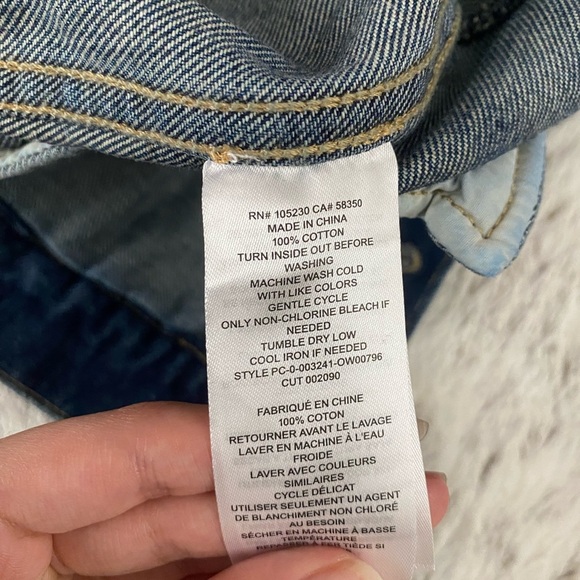 RN# 105230 CA# 58350
MADE IN CHINA
100% COTTON
TURN INSIDE OUT BEFORE
WASHING
MACHINE WASH COLD
WITH LIKE COLORS
GENTLE CYCLE
ONLY NON-CHLORINE BLEACH IF
NEEDED
TUMBLE DRY LOW
COOL IRON IF NEEDED
STYLE PC-0-003241-OW00796
CUT 002090
FABRIQUÉ EN CHINE
100% COTON
RETOURNER AVANT LE LAVAGE
LAVER EN MACHINE À L'EAU
FROIDE
LAVER AVEC COULEURS
SIMILAIRES
CYCLE DÉLICAT
UTILISER SEULEMENT UN AGENT
DE BLANCHIMENT NON CHLORÉ
AU BESOIN
SÉCHER EN MACHINE À BASSE
TEMPÉRATURE
REPASSER À FER TIÈDE SI